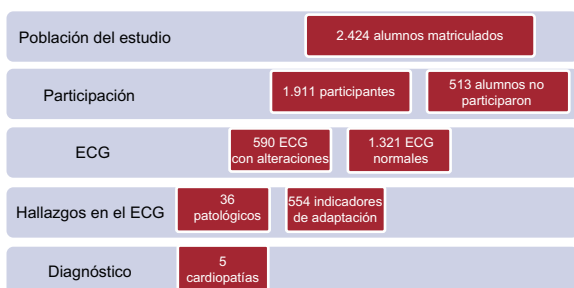 Población del estudio
2.424 alumnos matriculados
Participación
1.911 participantes
513 alumnos no
participaron
ECG
590 ECG
con alteraciones
1.321 ECG
normales
Hallazgos en el ECG
36
patológicos
554 indicadores
de adaptación
Diagnóstico
5
cardiopatías